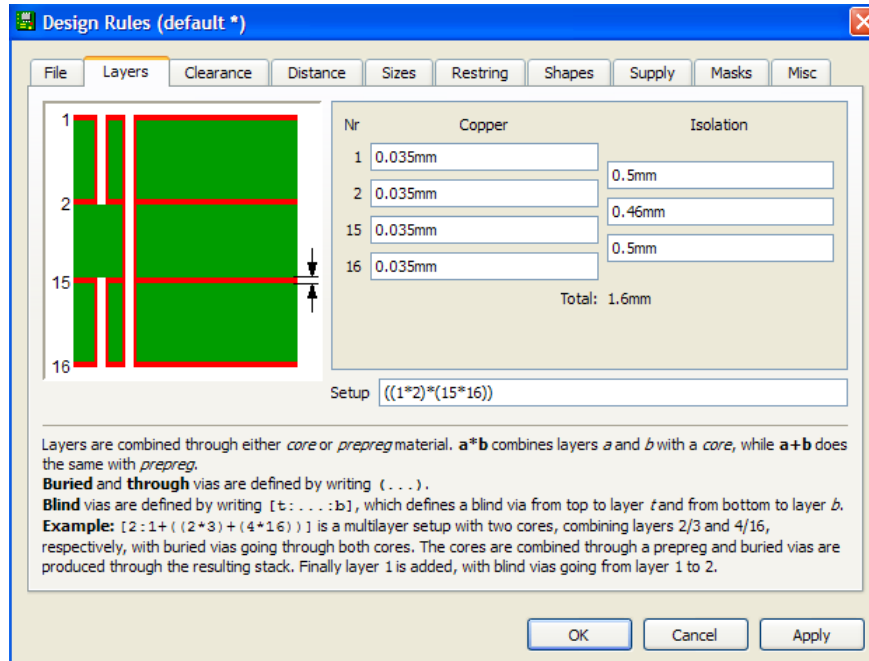 Design Rules (default *)
File Layers Clearance Distance Sizes Restring Shapes Supply Masks Misc
1
2
15
16
Nr Copper Isolation
1 0.035mm
0.5mm
2 0.035mm
0.46mm
15 0.035mm
0.5mm
16 0.035mm
Total: 1.6mm
Setup ((1*2)*(15*16))
Layers are combined through either core or prepreg material. a*b combines layers a and b with a core, while a+b does
the same with prepreg.
Buried and through vias are defined by writing (...).
Blind vias are defined by writing [t:...:b], which defines a blind via from top to layer t and from bottom to layer b.
Example: [2:1+((2*3)+(4*16))] is a multilayer setup with two cores, combining layers 2/3 and 4/16,
respectively, with buried vias going through both cores. The cores are combined through a prepreg and buried vias are
produced through the resulting stack. Finally layer 1 is added, with blind vias going from layer 1 to 2.
OK Cancel Apply